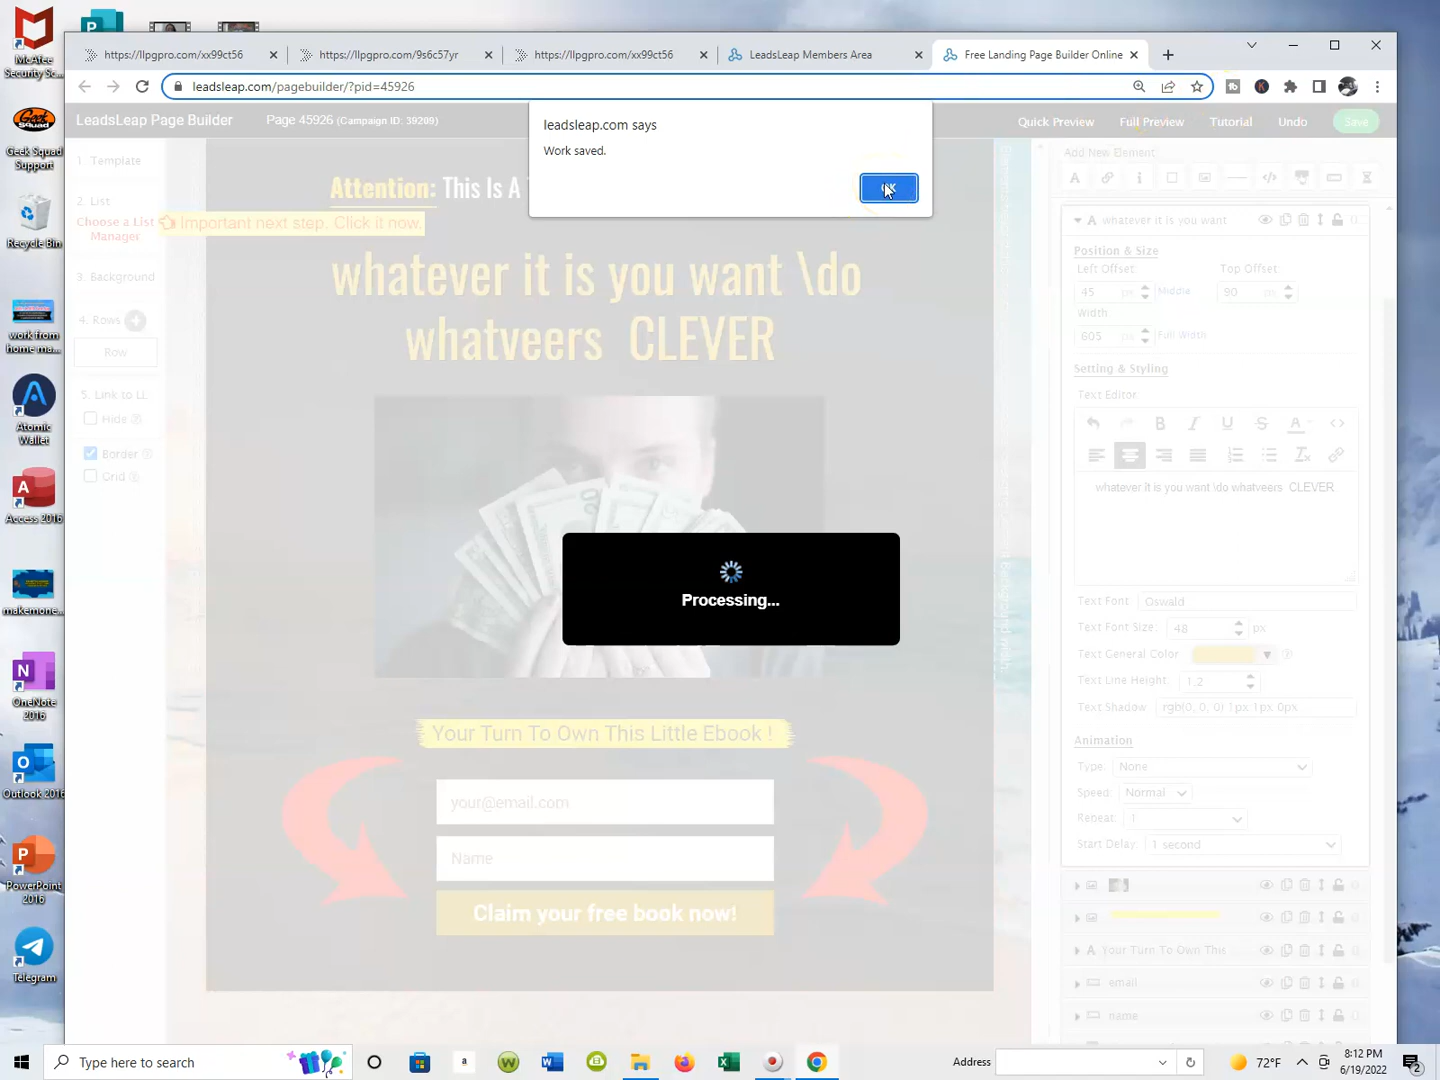 McAfee
Security Sc...
Geek Squad
Support
Recycle Bin
work from
home ma...
Atomic
Wallet
Access 2016
makemone...
OneNote
2016
Outlook 2016
PowerPoint
2016
Telegram
https://llpgpro.com/xx99ct56
https://llpgpro.com/9s6c57yr
https://llpgpro.com/xx99ct56
LeadsLeap Members Area
Free Landing Page Builder Online
leadsleap.com/pagebuilder/?pid=45926
LeadsLeap Page Builder
Page 45926 (Campaign ID: 39209)
Quick Preview
Full Preview
Tutorial
Undo
Save
leadsleap.com says
Work saved.
OK
1. Template
2. List
Choose a List
Manager
Important next step. Click it now.
3. Background
4. Rows
Row
5. Link to LL
Hide
Border
Grid
Attention: This Is A
whatever it is you want \do
whatveers CLEVER
Processing...
Your Turn To Own This Little Ebook !
your@email.com
Name
Claim your free book now!
Add New Element
whatever it is you want
Position & Size
Left Offset
Top Offset
45 px
Middle
90 px
Width
605 px
Full Width
Setting & Styling
Text Editor
whatever it is you want \do whatveers CLEVER
Text Font: Oswald
Text Font Size: 48 px
Text General Color
Text Line Height: 1.2
Text Shadow: rgb(0, 0, 0) 1px 1px 0px
Animation
Type: None
Speed: Normal
Repeat: 1
Start Delay: 1 second
Your Turn To Own This
email
name
Type here to search
Address
72°F
8:12 PM
6/19/2022
2